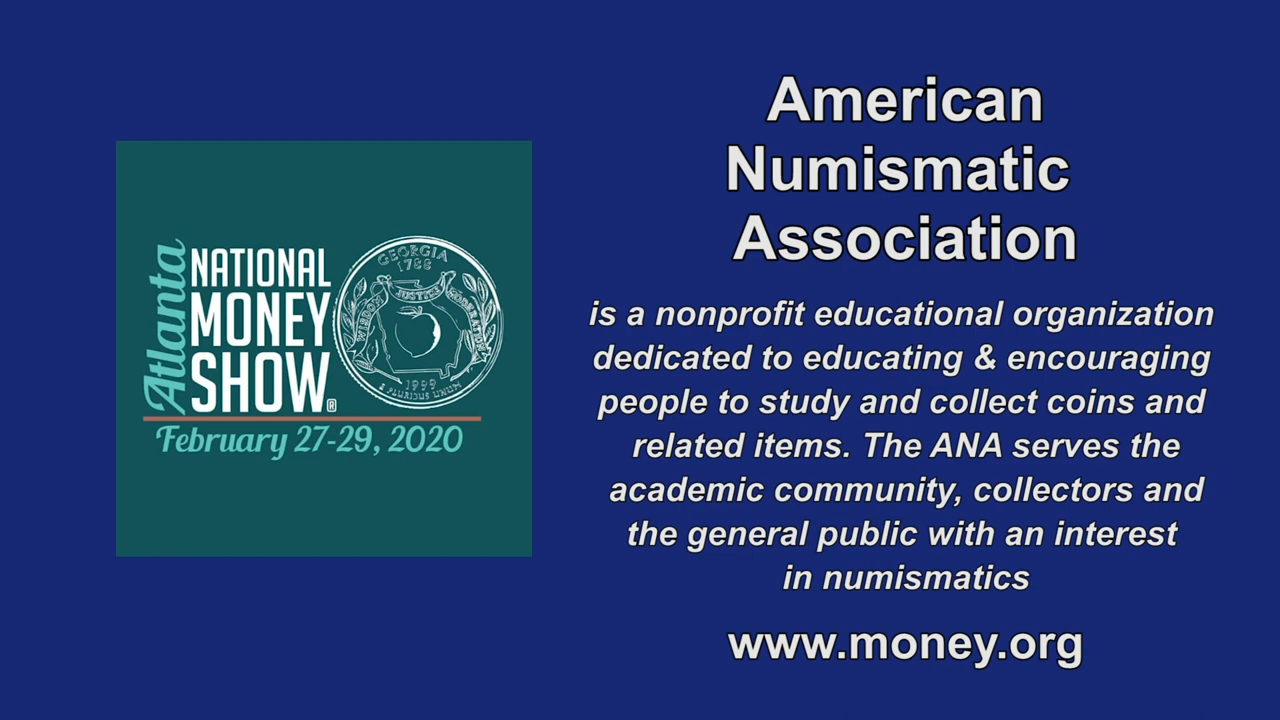 Atlanta
NATIONAL
MONEY
SHOW®
February 27-29, 2020
GEORGIA
1788
WISDOM
JUSTICE
MODERATION
1999
E PLURIBUS UNUM
American
Numismatic
Association
is a nonprofit educational organization
dedicated to educating & encouraging
people to study and collect coins and
related items. The ANA serves the
academic community, collectors and
the general public with an interest
in numismatics
www.money.org